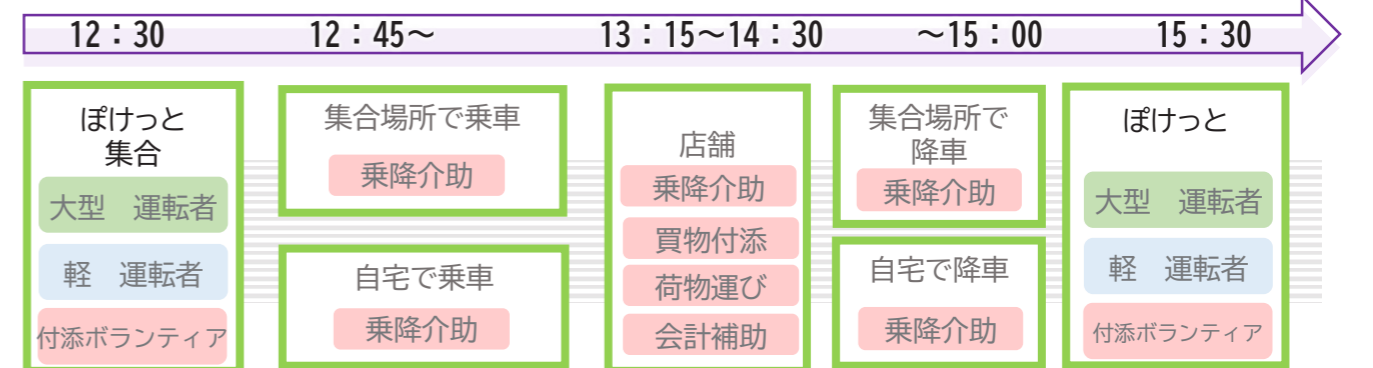 12：30
12：45～
13：15～14：30
～15：00
15：30
ぽけっと
集合
大型　運転者
軽　運転者
付添ボランティア
集合場所で乗車
乗降介助
自宅で乗車
乗降介助
店舗
乗降介助
買物付添
荷物運び
会計補助
集合場所で
降車
乗降介助
自宅で降車
乗降介助
ぽけっと
大型　運転者
軽　運転者
付添ボランティア